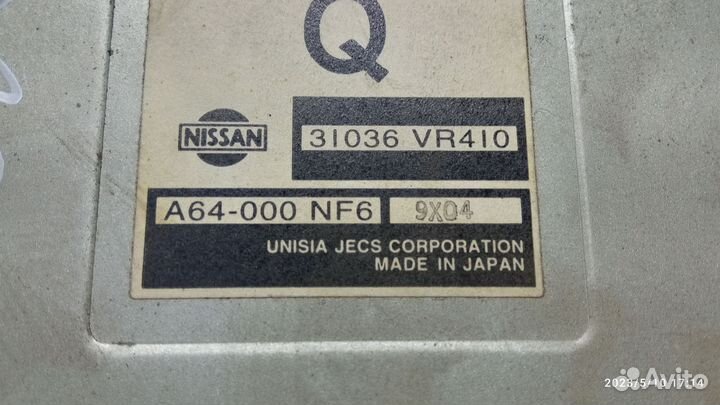 Q
NISSAN
31036 VR410
A64-000 NF6 9X04
UNISIA JECS CORPORATION
MADE IN JAPAN
2023/5/10 17:14
Avito